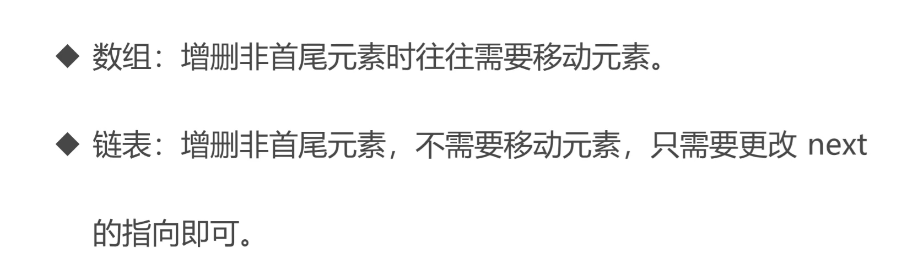 ◆ 数组：增删非首尾元素时往往需要移动元素。
◆ 链表：增删非首尾元素，不需要移动元素，只需要更改 next
的指向即可。